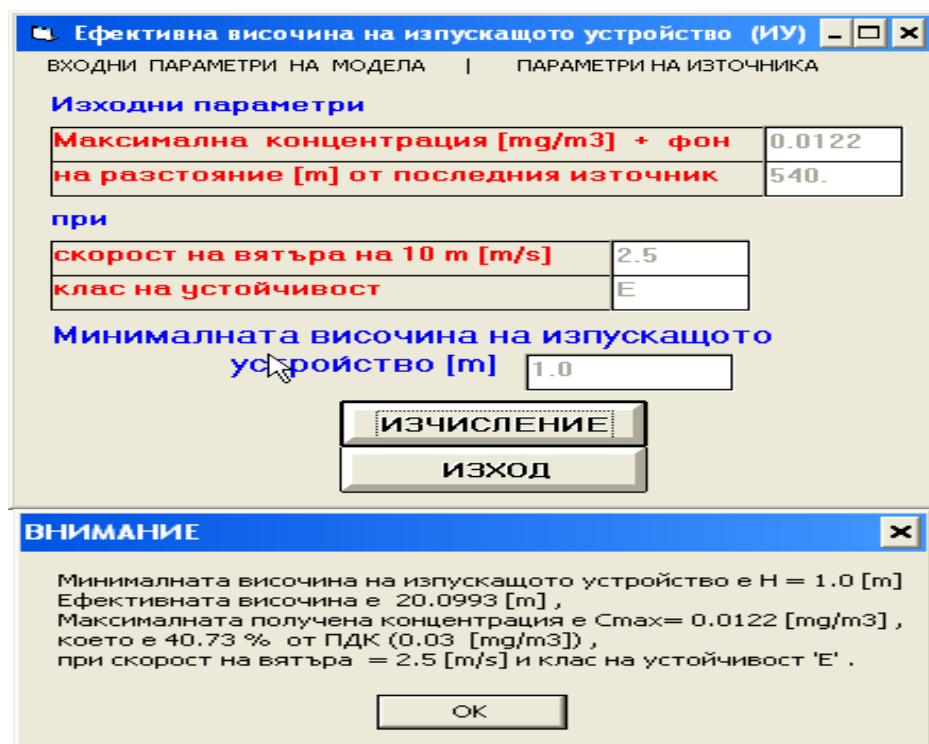 Ефективна височина на изпускащото устройство (ИУ)
ВХОДНИ ПАРАМЕТРИ НА МОДЕЛА | ПАРАМЕТРИ НА ИЗТОЧНИКА
Изходни параметри
Максимална концентрация [mg/m3] + фон 0.0122
на разстояние [m] от последния източник 540.
при
скорост на вятъра на 10 m [m/s] 2.5
клас на устойчивост E
Минималната височина на изпускащото
устройство [m] 1.0
ИЗЧИСЛЕНИЕ
ИЗХОД
ВНИМАНИЕ
Минималната височина на изпускащото устройство е H = 1.0 [m]
Ефективната височина е 20.0993 [m] ,
Максималната получена концентрация е Cmax= 0.0122 [mg/m3] ,
което е 40.73 % от ПДК (0.03 [mg/m3]) ,
при скорост на вятъра = 2.5 [m/s] и клас на устойчивост 'E' .
OK